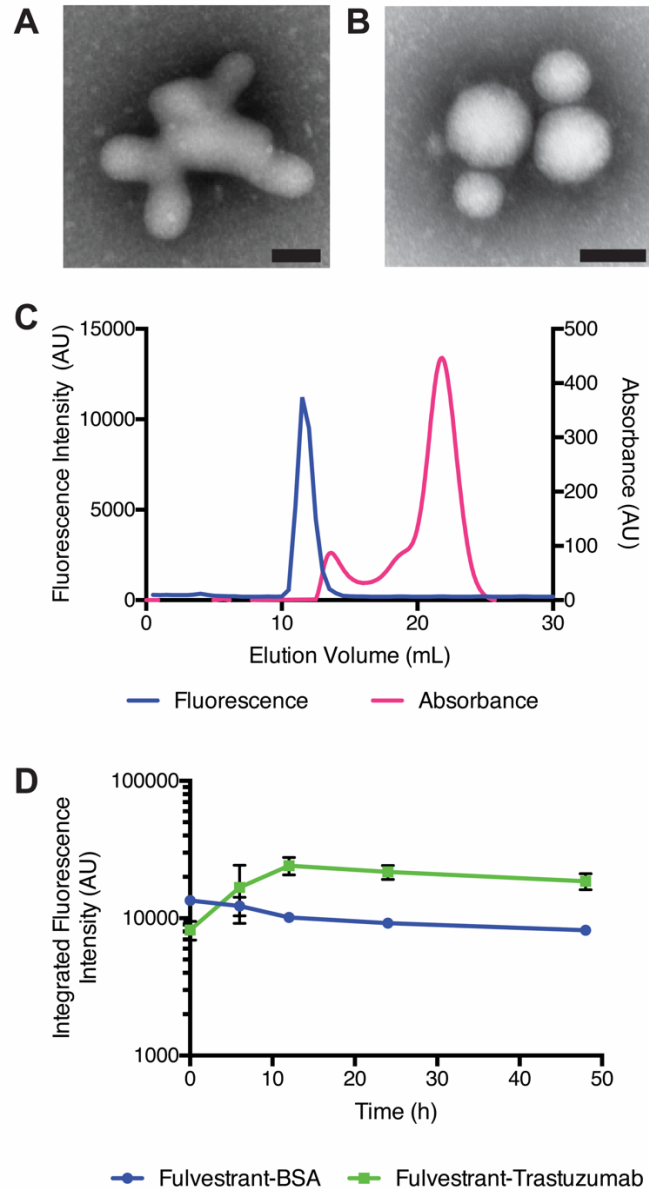 A
B
C
15000
10000
5000
0
Fluorescence Intensity (AU)
500
400
300
200
100
0
Absorbance (AU)
0 10 20 30
Elution Volume (mL)
Fluorescence Absorbance
D
100000
10000
1000
Integrated Fluorescence
Intensity (AU)
0 10 20 30 40 50
Time (h)
Fulvestrant-BSA Fulvestrant-Trastuzumab